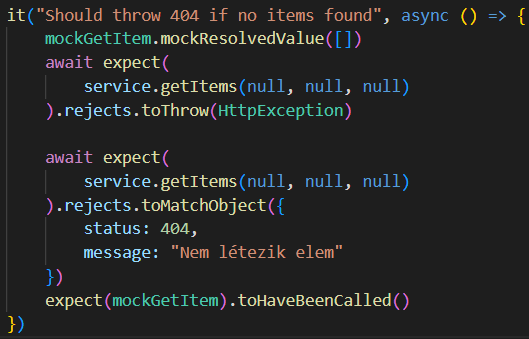 it("Should throw 404 if no items found", async () => {
    mockGetItem.mockResolvedValue([])
    await expect(
        service.getItems(null, null, null)
    ).rejects.toThrow(HttpException)

    await expect(
        service.getItems(null, null, null)
    ).rejects.toMatchObject({
        status: 404,
        message: "Nem létezik elem"
    })
    expect(mockGetItem).toHaveBeenCalled()
})